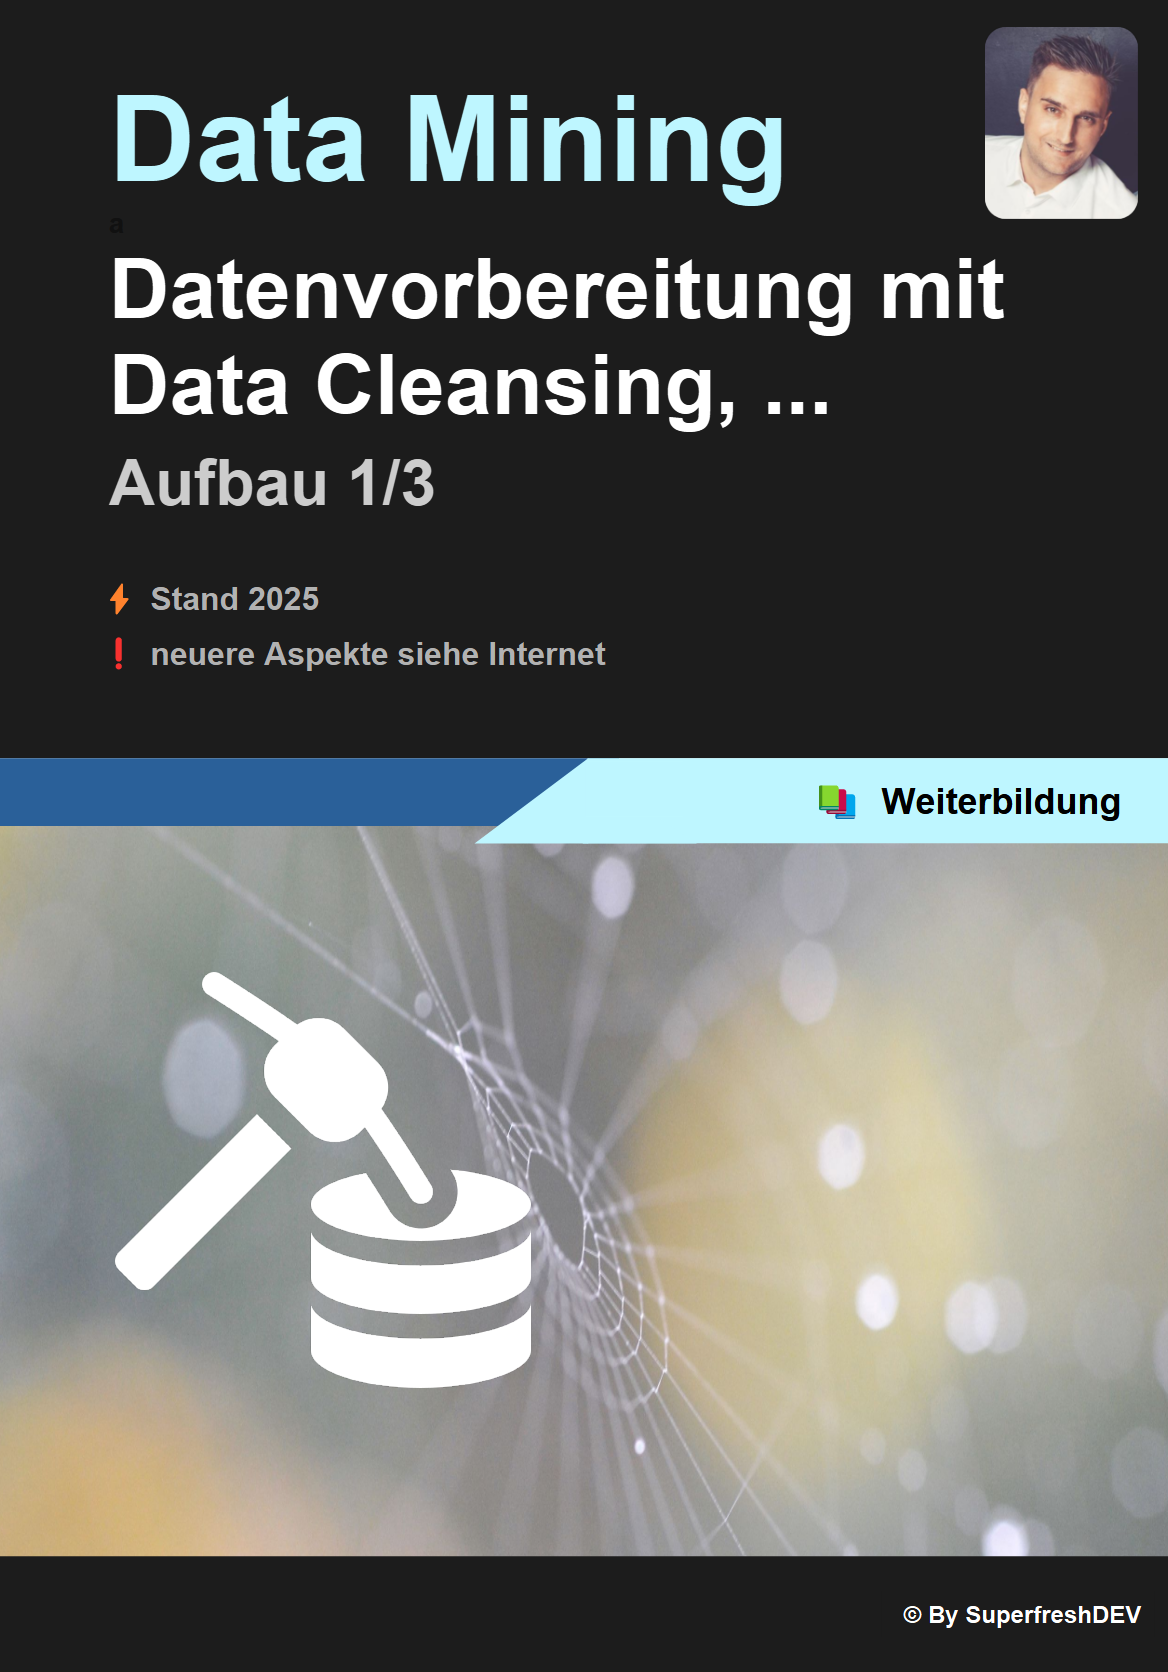 Data Mining
a
Datenvorbereitung mit
Data Cleansing, ...
Aufbau 1/3
Stand 2025
neuere Aspekte siehe Internet
Weiterbildung
© By SuperfreshDEV